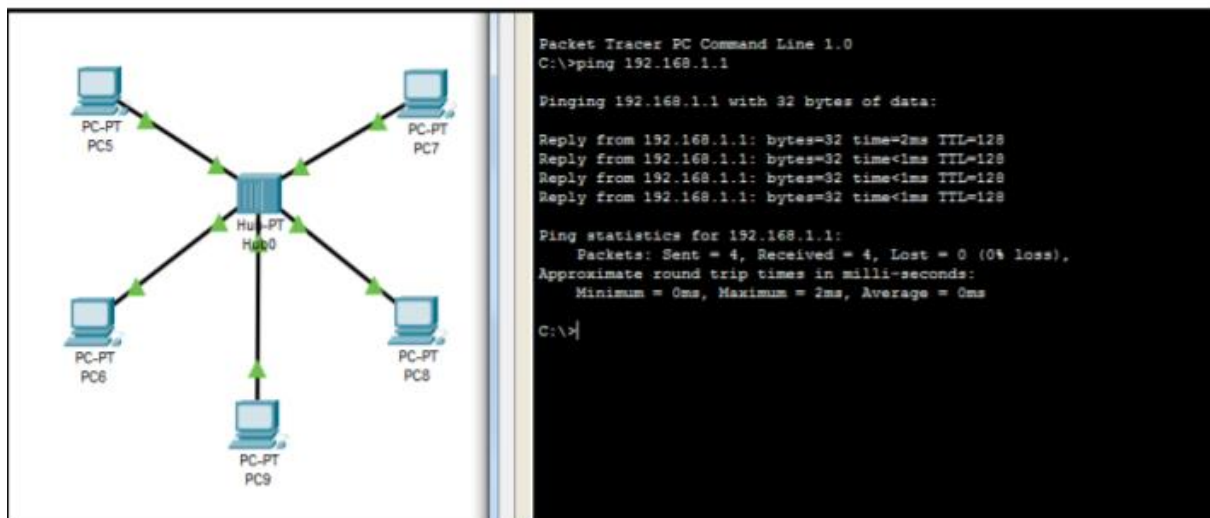 PC-PT
PC5
PC-PT
PC7
Hub-PT
Hub0
PC-PT
PC6
PC-PT
PC8
PC-PT
PC9
Packet Tracer PC Command Line 1.0
C:\>ping 192.168.1.1
Pinging 192.168.1.1 with 32 bytes of data:
Reply from 192.168.1.1: bytes=32 time=2ms TTL=128
Reply from 192.168.1.1: bytes=32 time<1ms TTL=128
Reply from 192.168.1.1: bytes=32 time<1ms TTL=128
Reply from 192.168.1.1: bytes=32 time<1ms TTL=128
Ping statistics for 192.168.1.1:
Packets: Sent = 4, Received = 4, Lost = 0 (0% loss),
Approximate round trip times in milli-seconds:
Minimum = 0ms, Maximum = 2ms, Average = 0ms
C:\>